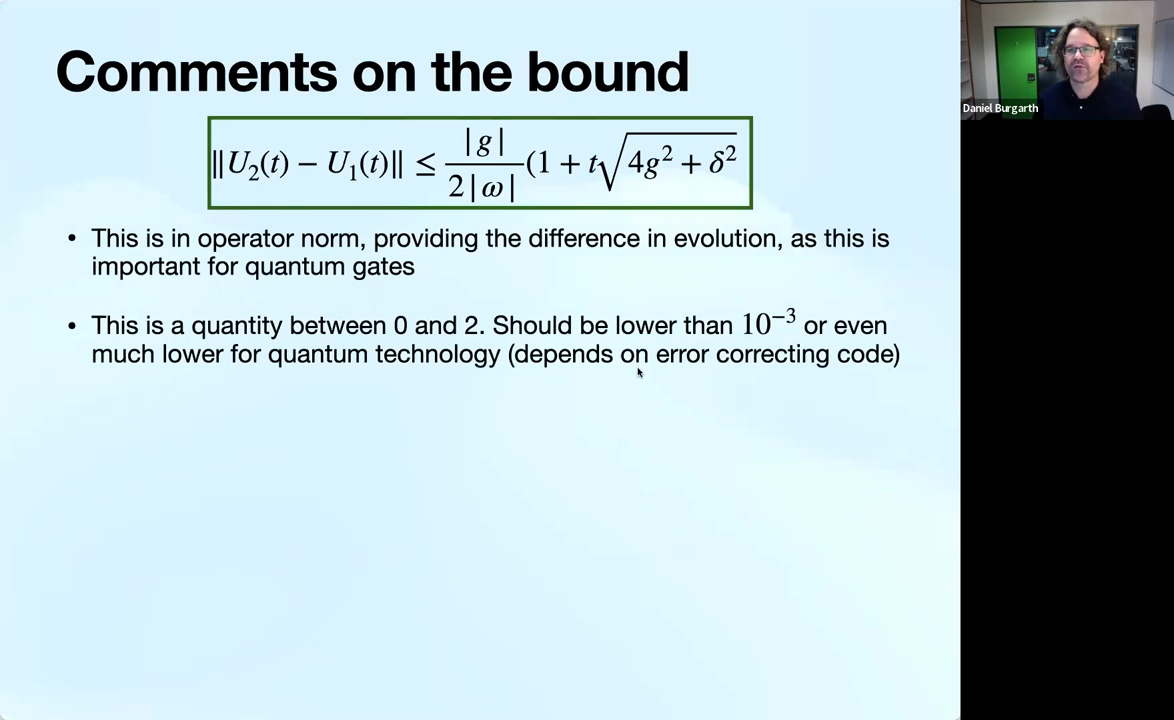 Comments on the bound
‖U₂(t) − U₁(t)‖ ≤ |g| / 2|ω| (1 + t√4g² + δ²
• This is in operator norm, providing the difference in evolution, as this is
important for quantum gates
• This is a quantity between 0 and 2. Should be lower than 10⁻³ or even
much lower for quantum technology (depends on error correcting code)
Daniel Burgarth